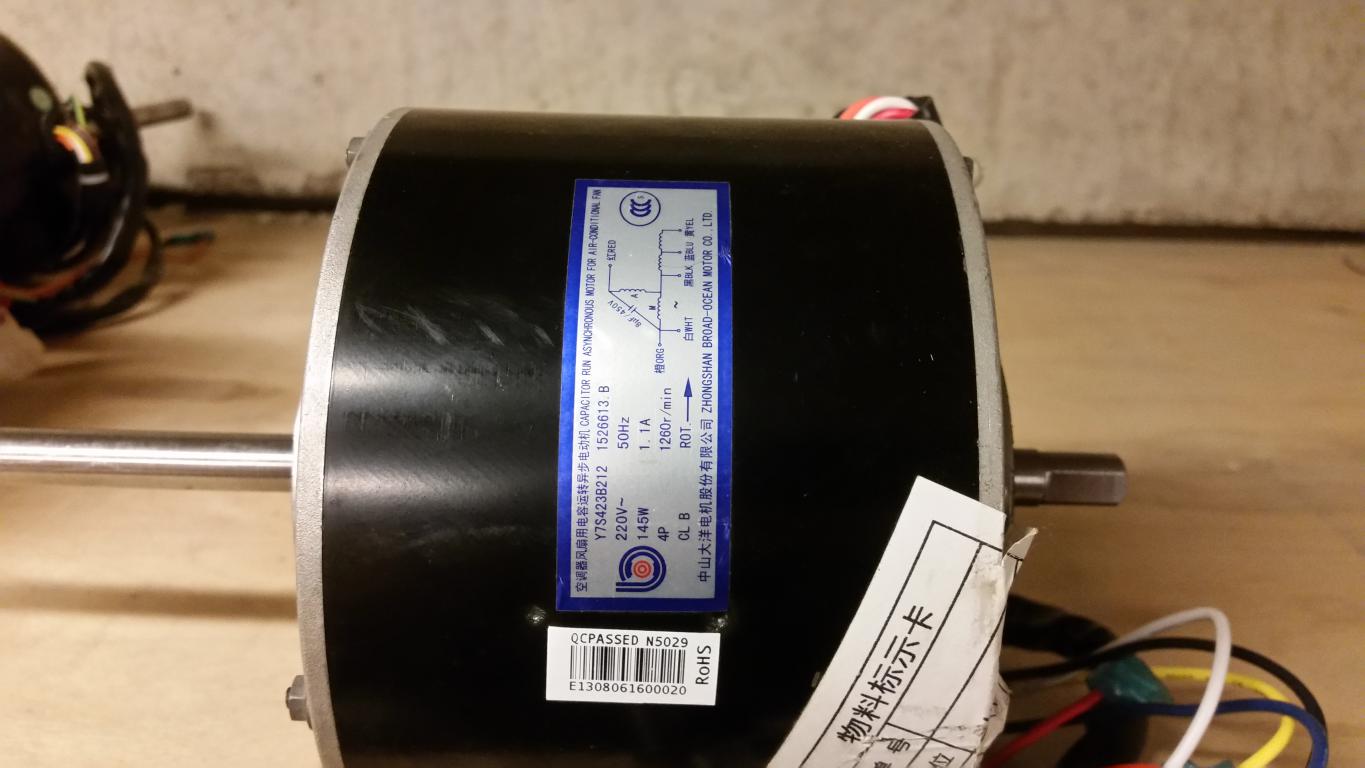 空调器风扇用电容运转异步电动机 CAPACITOR RUN ASYNCHRONOUS MOTOR FOR AIR-CONDITIONAL FAN
Y7S423B212 1526613.B
220V~ 50Hz
145W 1.1A
4P 1260r/min
CL B ROT.
中山大洋电机股份有限公司 ZHONGSHAN BROAD-OCEAN MOTOR CO., LTD.
CCC S
红RED
A
8μF/450V
M
~
橙ORG
白WHT
黑BLK
蓝BLU
黄YEL
QCPASSED N5029
E1308061600020
RoHS
物料标示卡
号
位